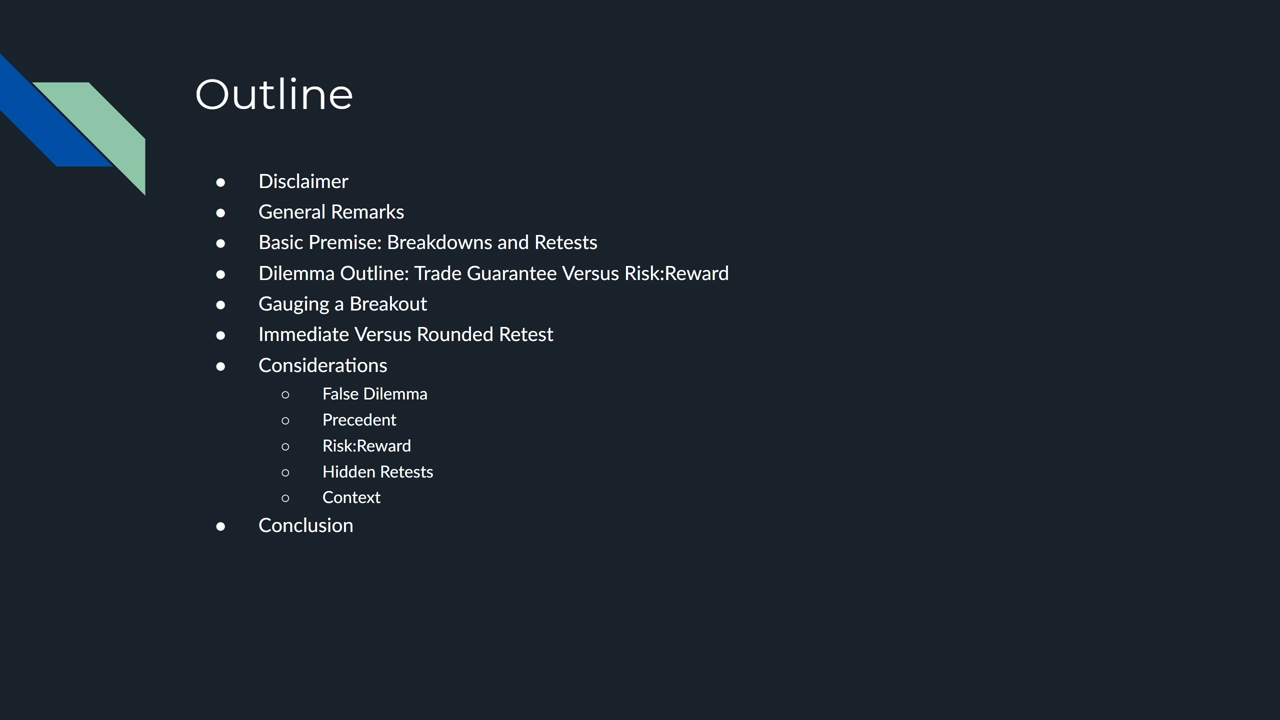 Outline
● Disclaimer
● General Remarks
● Basic Premise: Breakdowns and Retests
● Dilemma Outline: Trade Guarantee Versus Risk:Reward
● Gauging a Breakout
● Immediate Versus Rounded Retest
● Considerations
○ False Dilemma
○ Precedent
○ Risk:Reward
○ Hidden Retests
○ Context
● Conclusion